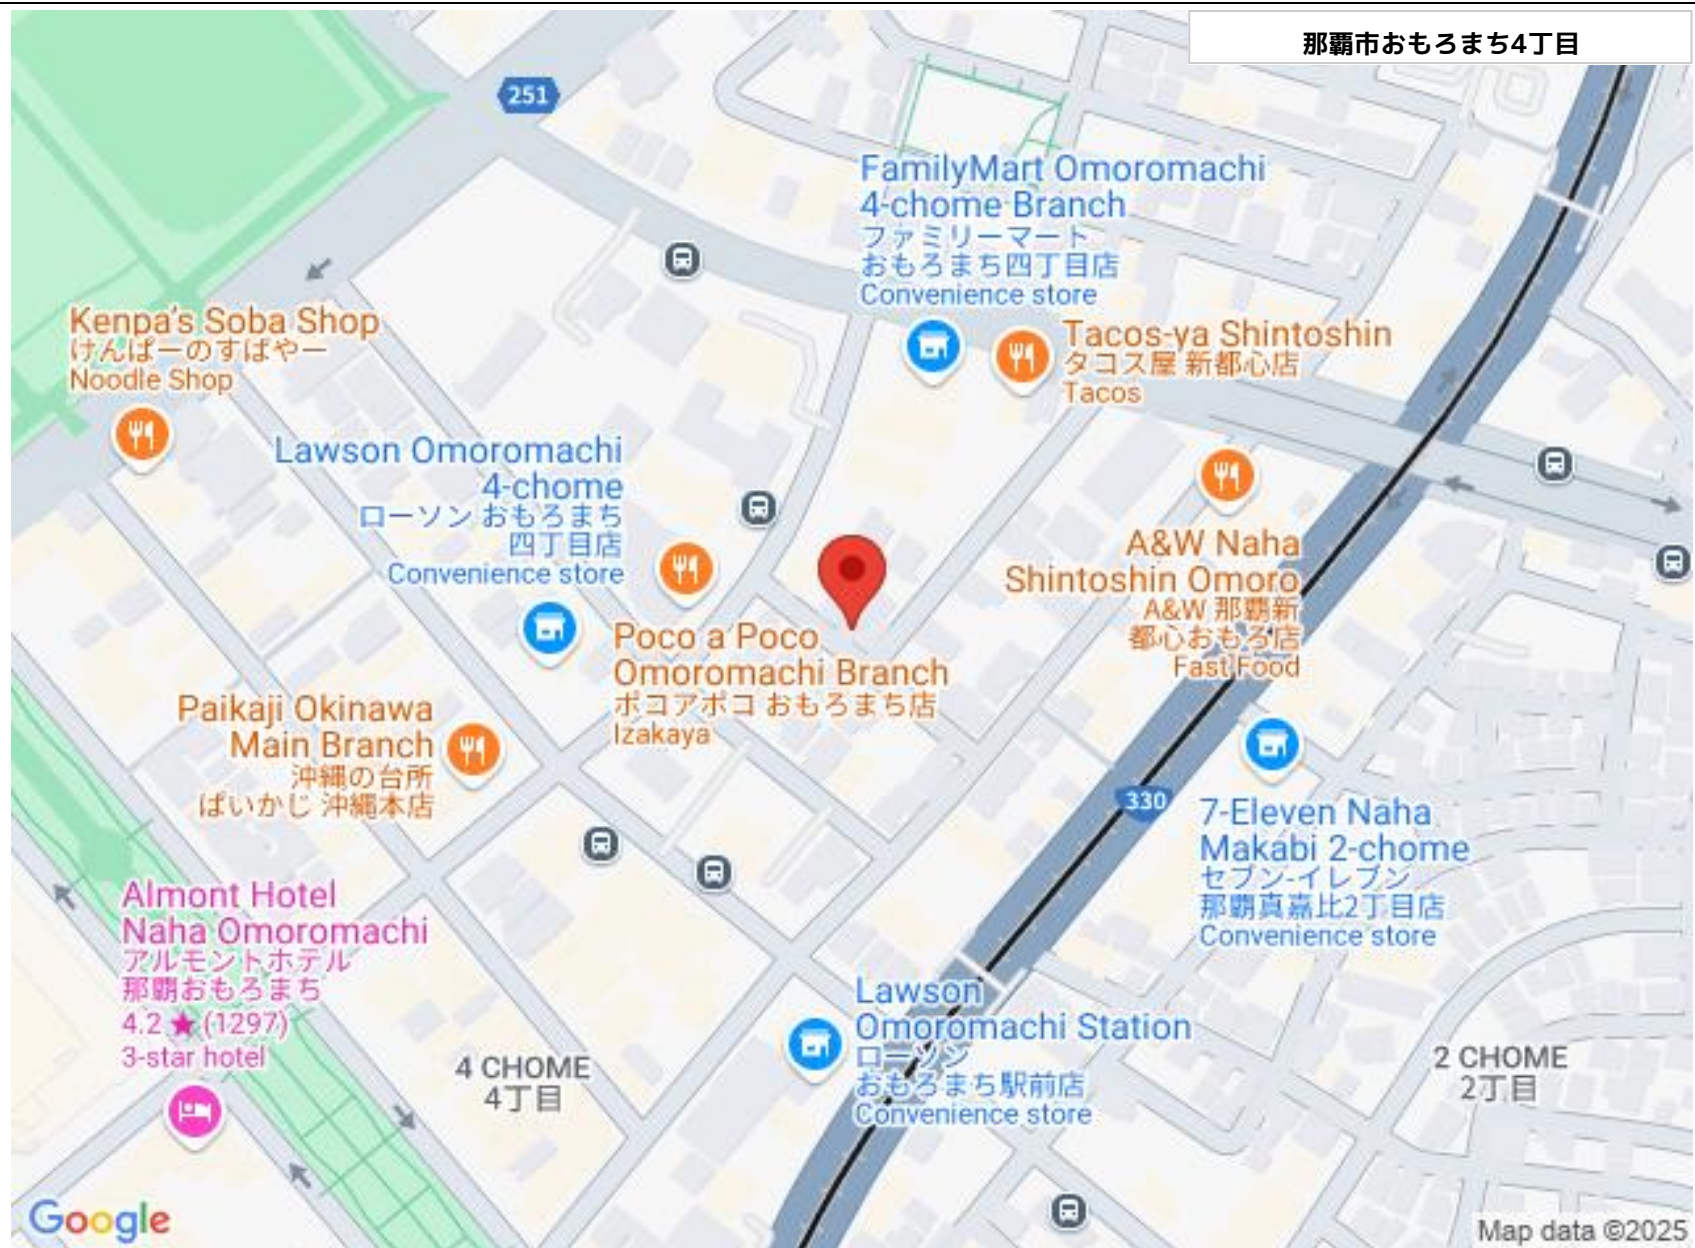 那覇市おもろまち4丁目
251
FamilyMart Omoromachi
4-chome Branch
ファミリーマート
おもろまち四丁目店
Convenience store
Kenpa's Soba Shop
けんぱーのすばやー
Noodle Shop
Tacos-ya Shintoshin
タコス屋 新都心店
Tacos
Lawson Omoromachi
4-chome
ローソン おもろまち
四丁目店
Convenience store
A&W Naha
Shintoshin Omoro
A&W 那覇新
都心おもろ店
Fast Food
Poco a Poco
Omoromachi Branch
ポコアポコ おもろまち店
Izakaya
Paikaji Okinawa
Main Branch
沖縄の台所
ぱいかじ 沖縄本店
330
7-Eleven Naha
Makabi 2-chome
セブン-イレブン
那覇真嘉比2丁目店
Convenience store
Almont Hotel
Naha Omoromachi
アルモントホテル
那覇おもろまち
4.2 ★ (1297)
3-star hotel
Lawson
Omoromachi Station
ローソン
おもろまち駅前店
Convenience store
4 CHOME
4丁目
2 CHOME
2丁目
Google
Map data ©2025